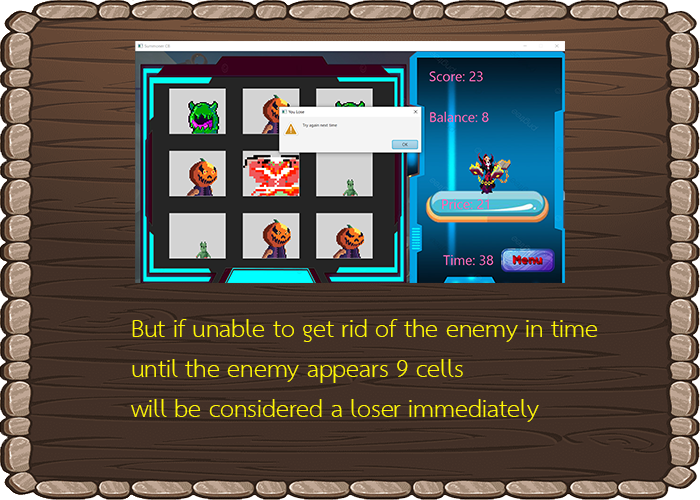 Score: 23
You Lose
Balance: 8
Try again next time
OK
Price: 21
Time: 38
Menu
But if unable to get rid of the enemy in time
until the enemy appears 9 cells
will be considered a loser immediately